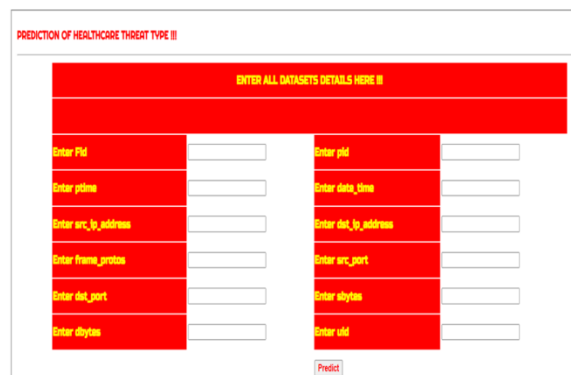 PREDICTION OF HEALTHCARE THREAT TYPE !!!
ENTER ALL DATASETS DETAILS HERE !!!
Enter Fid
Enter pid
Enter ptime
Enter data_time
Enter src_ip_address
Enter dst_ip_address
Enter frame_protos
Enter src_port
Enter dst_port
Enter sbytes
Enter dbytes
Enter uid
Predict